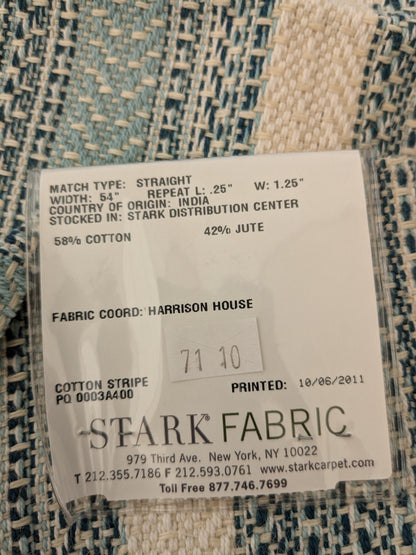 MATCH TYPE: STRAIGHT
WIDTH: 54" REPEAT L: .25" W: 1.25"
COUNTRY OF ORIGIN: INDIA
STOCKED IN: STARK DISTRIBUTION CENTER
58% COTTON 42% JUTE
FABRIC COORD: HARRISON HOUSE
71 10
COTTON STRIPE PRINTED: 10/06/2011
PO 0003A400
STARK® FABRIC
979 Third Ave. New York, NY 10022
T 212.355.7186 F 212.593.0761 www.starkcarpet.com
Toll Free 877.746.7699